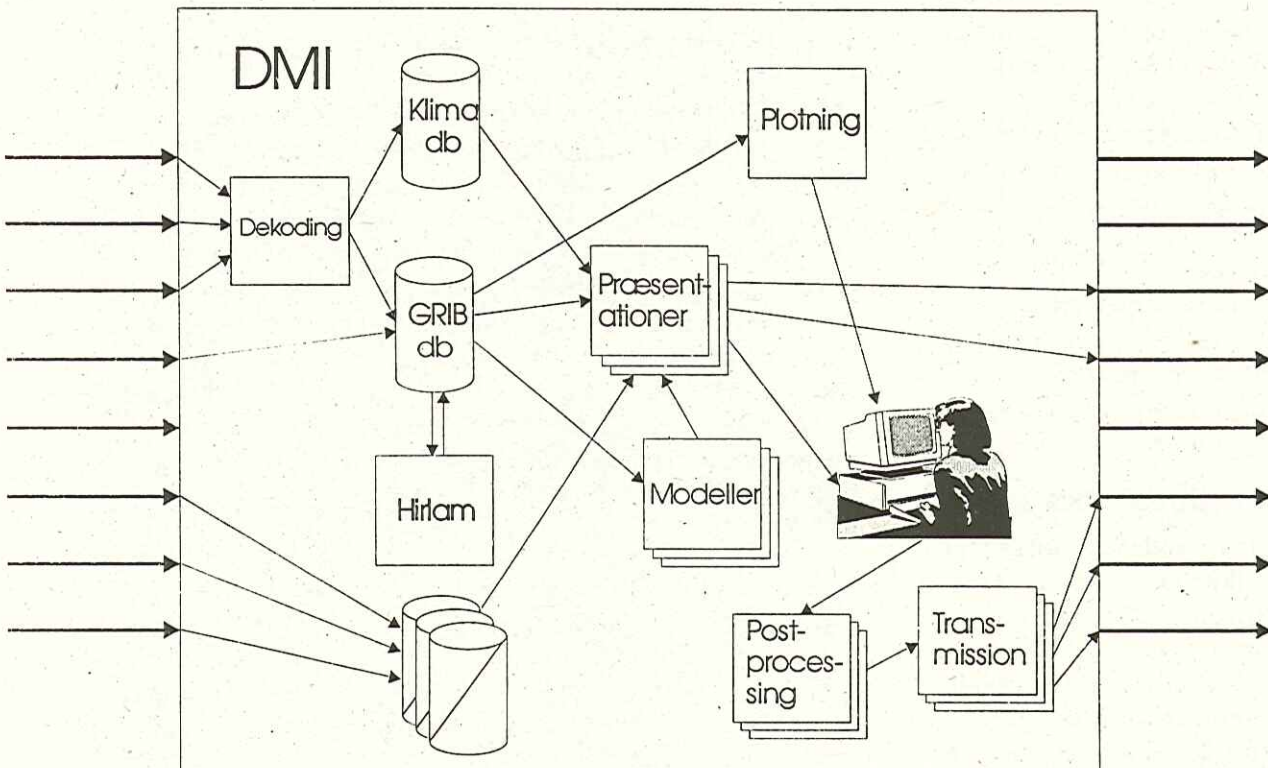 DMI
Klima
db
Plotning
Dekoding
GRIB
db
Præsent-
ationer
Hirlam
Modeller
Post-
proces-
sing
Trans-
mission